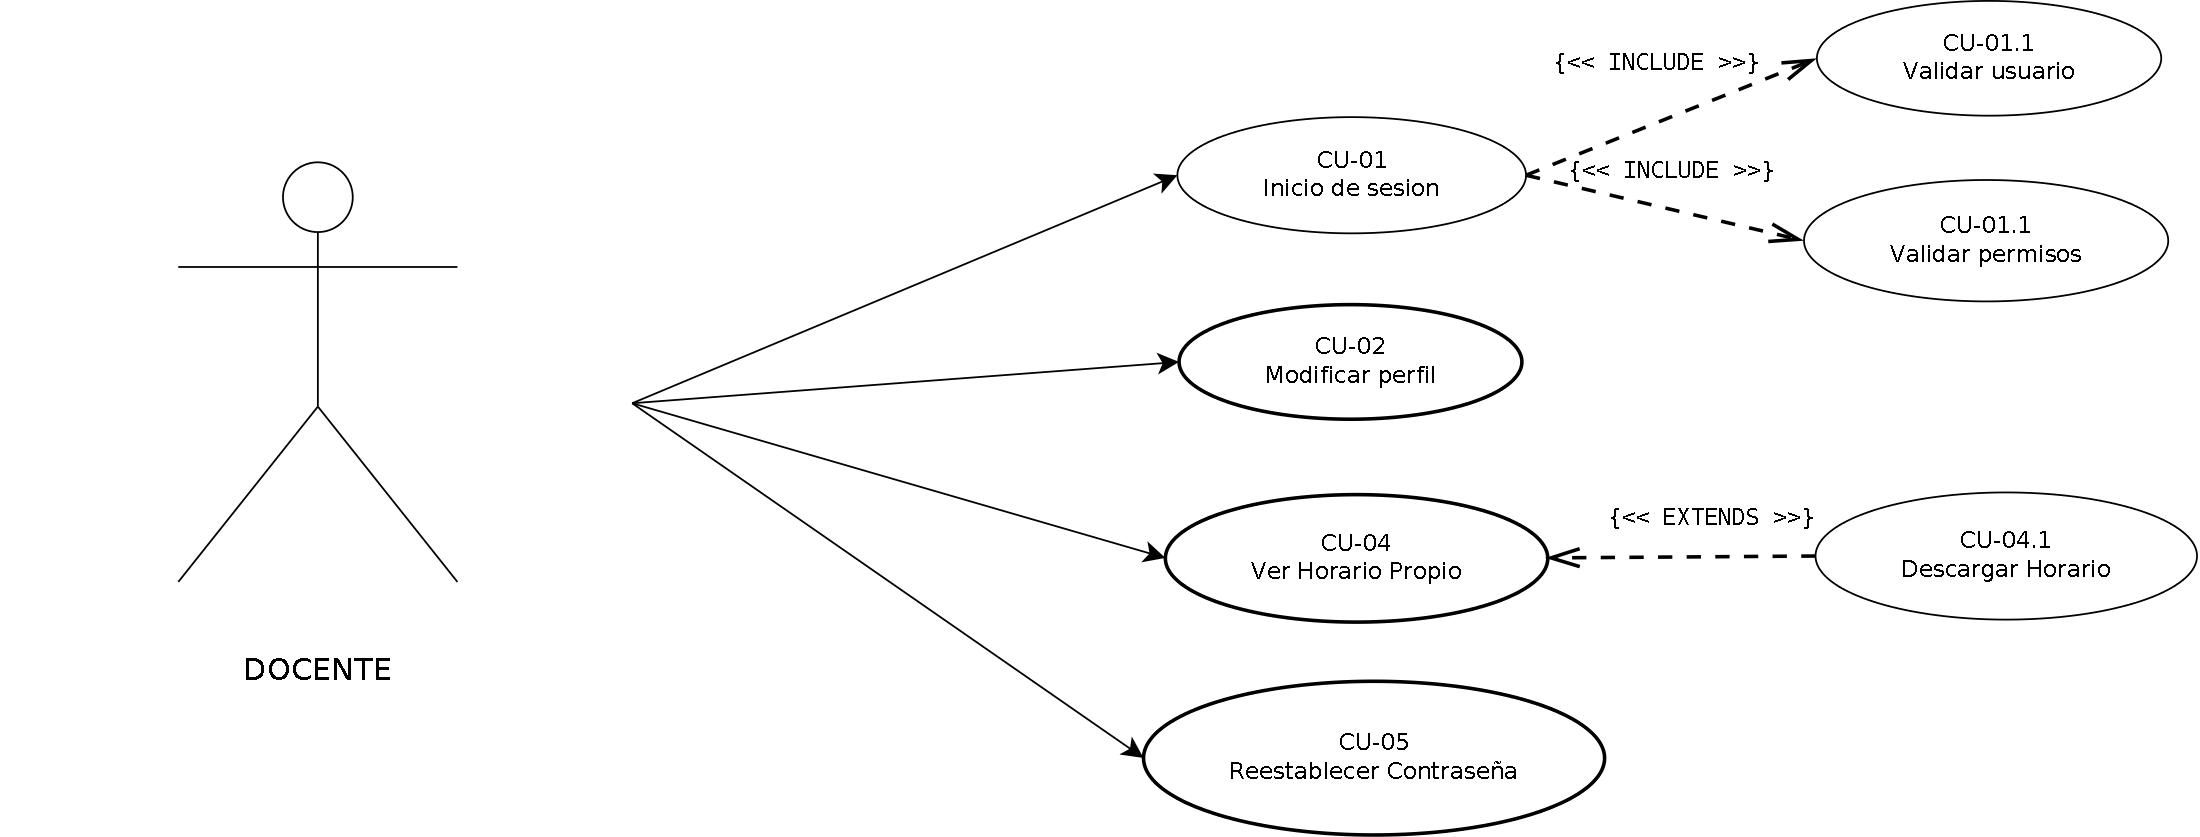 {<< INCLUDE >>}
CU-01.1
Validar usuario
CU-01
Inicio de sesion
{<< INCLUDE >>}
CU-01.1
Validar permisos
CU-02
Modificar perfil
{<< EXTENDS >>}
CU-04
Ver Horario Propio
CU-04.1
Descargar Horario
DOCENTE
CU-05
Reestablecer Contraseña